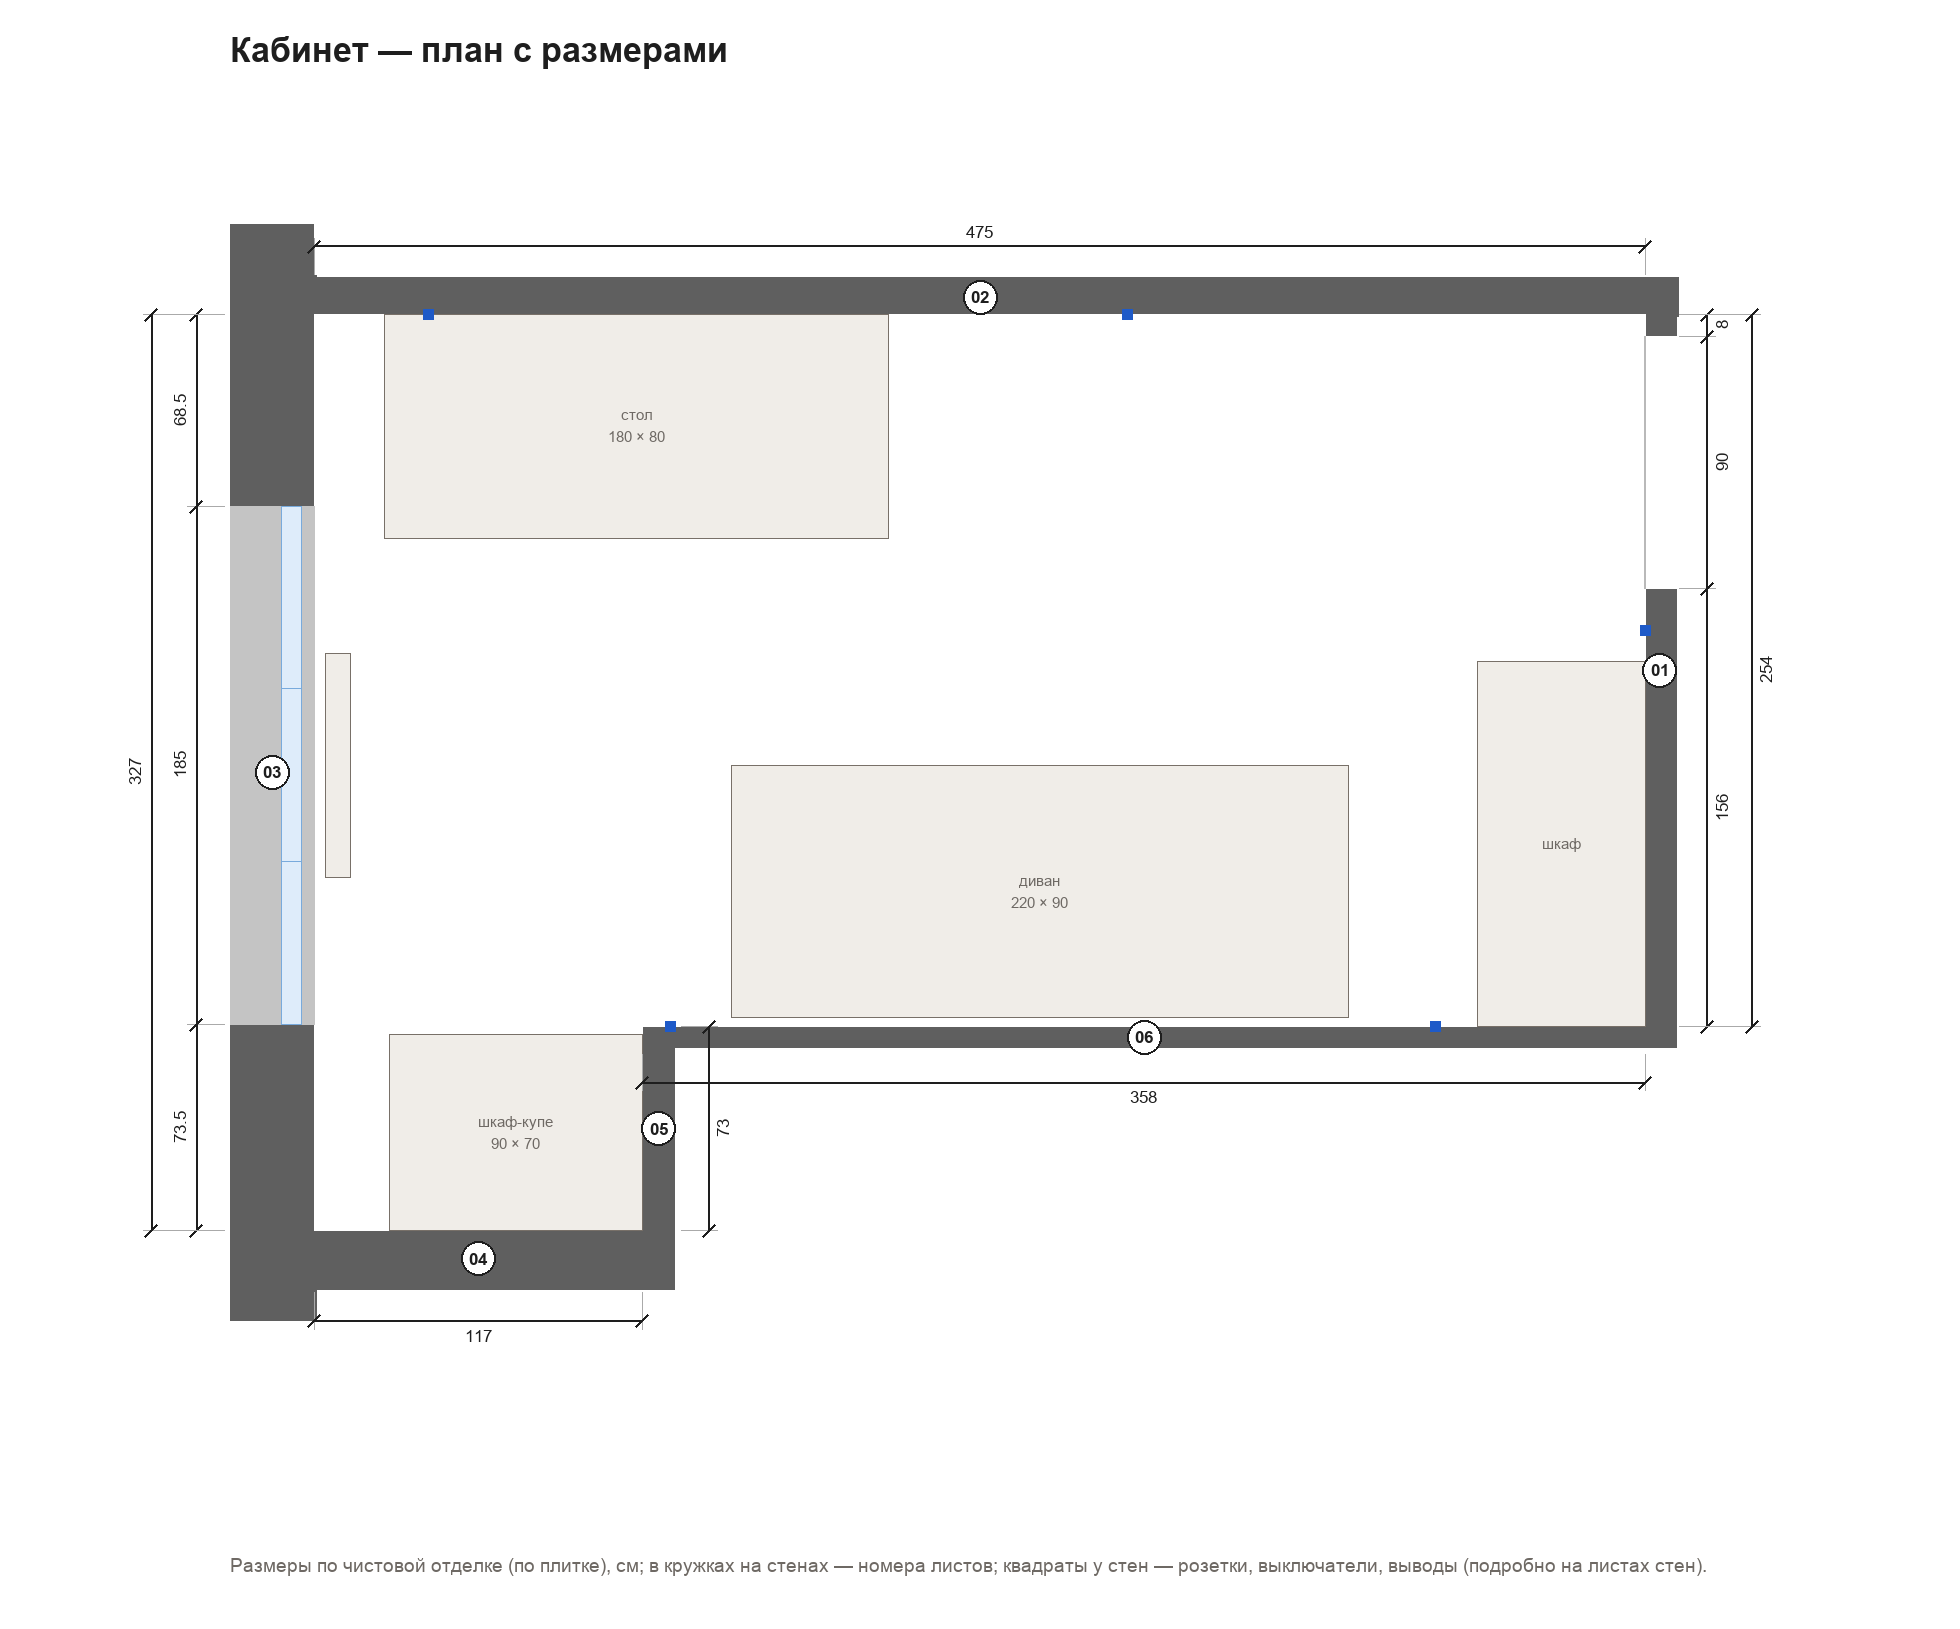 Кабинет — план с размерами
475
02
8
68.5
стол
180 × 80
90
254
01
327
185
03
156
шкаф
диван
220 × 90
06
358
73.5
шкаф-купе
90 × 70
05
73
04
117
Размеры по чистовой отделке (по плитке), см; в кружках на стенах — номера листов; квадраты у стен — розетки, выключатели, выводы (подробно на листах стен).